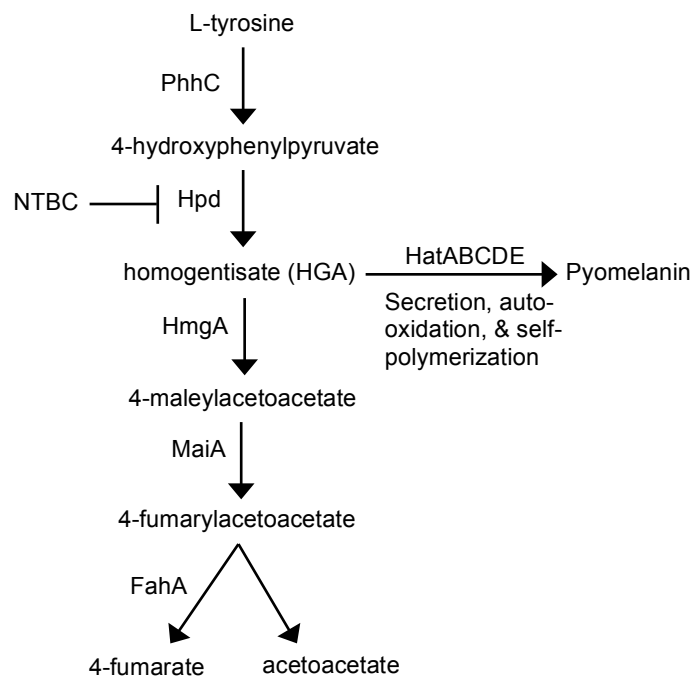 L-tyrosine
PhhC
4-hydroxyphenylpyruvate
NTBC
Hpd
homogentisate (HGA)
HatABCDE
Pyomelanin
Secretion, auto-
oxidation, & self-
polymerization
HmgA
4-maleylacetoacetate
MaiA
4-fumarylacetoacetate
FahA
4-fumarate
acetoacetate